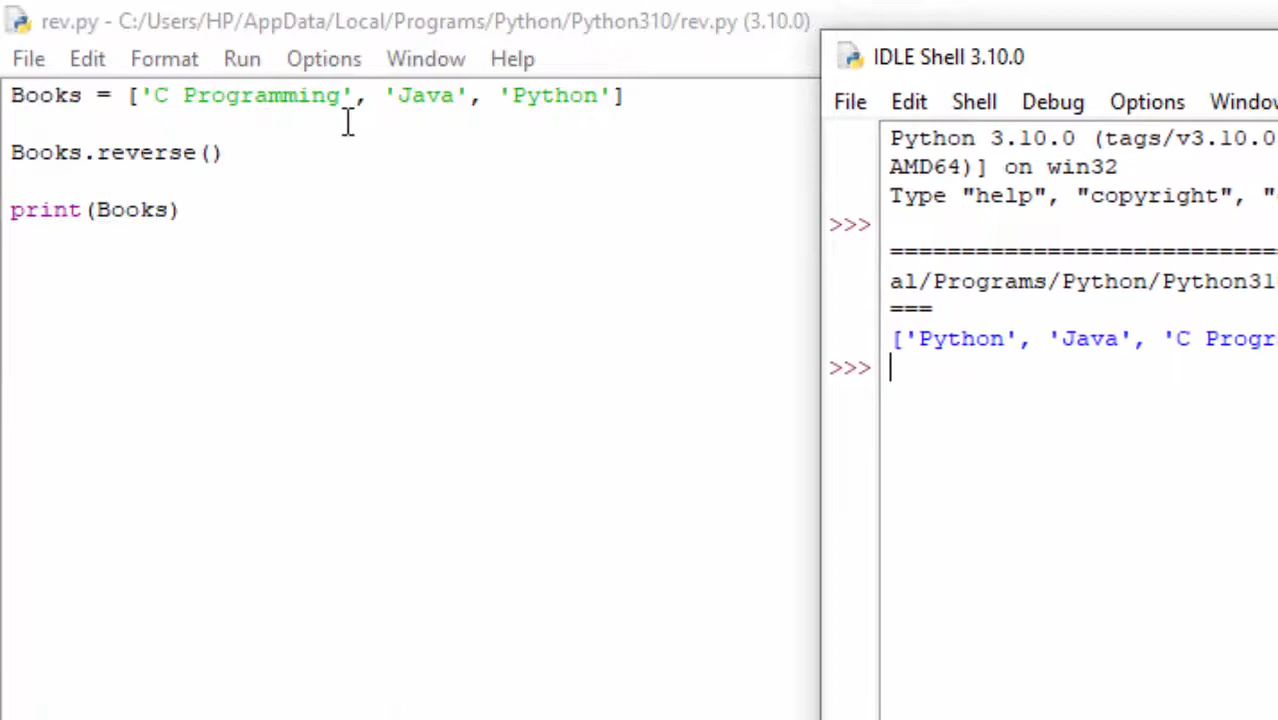 rev.py - C:/Users/HP/AppData/Local/Programs/Python/Python310/rev.py (3.10.0)
File Edit Format Run Options Window Help
Books = ['C Programming', 'Java', 'Python']
Books.reverse()
print(Books)
IDLE Shell 3.10.0
File Edit Shell Debug Options Windo
Python 3.10.0 (tags/v3.10.0
AMD64)] on win32
Type "help", "copyright", "
>>>
============================
al/Programs/Python/Python31
===
['Python', 'Java', 'C Progr
>>>